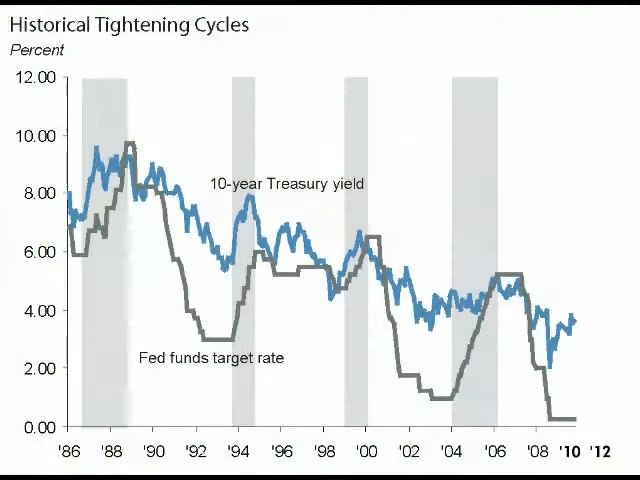 Historical Tightening Cycles
Percent
12.00
10.00
8.00
6.00
4.00
2.00
0.00
10-year Treasury yield
Fed funds target rate
'86 '88 '90 '92 '94 '96 '98 '00 '02 '04 '06 '08 '10 '12